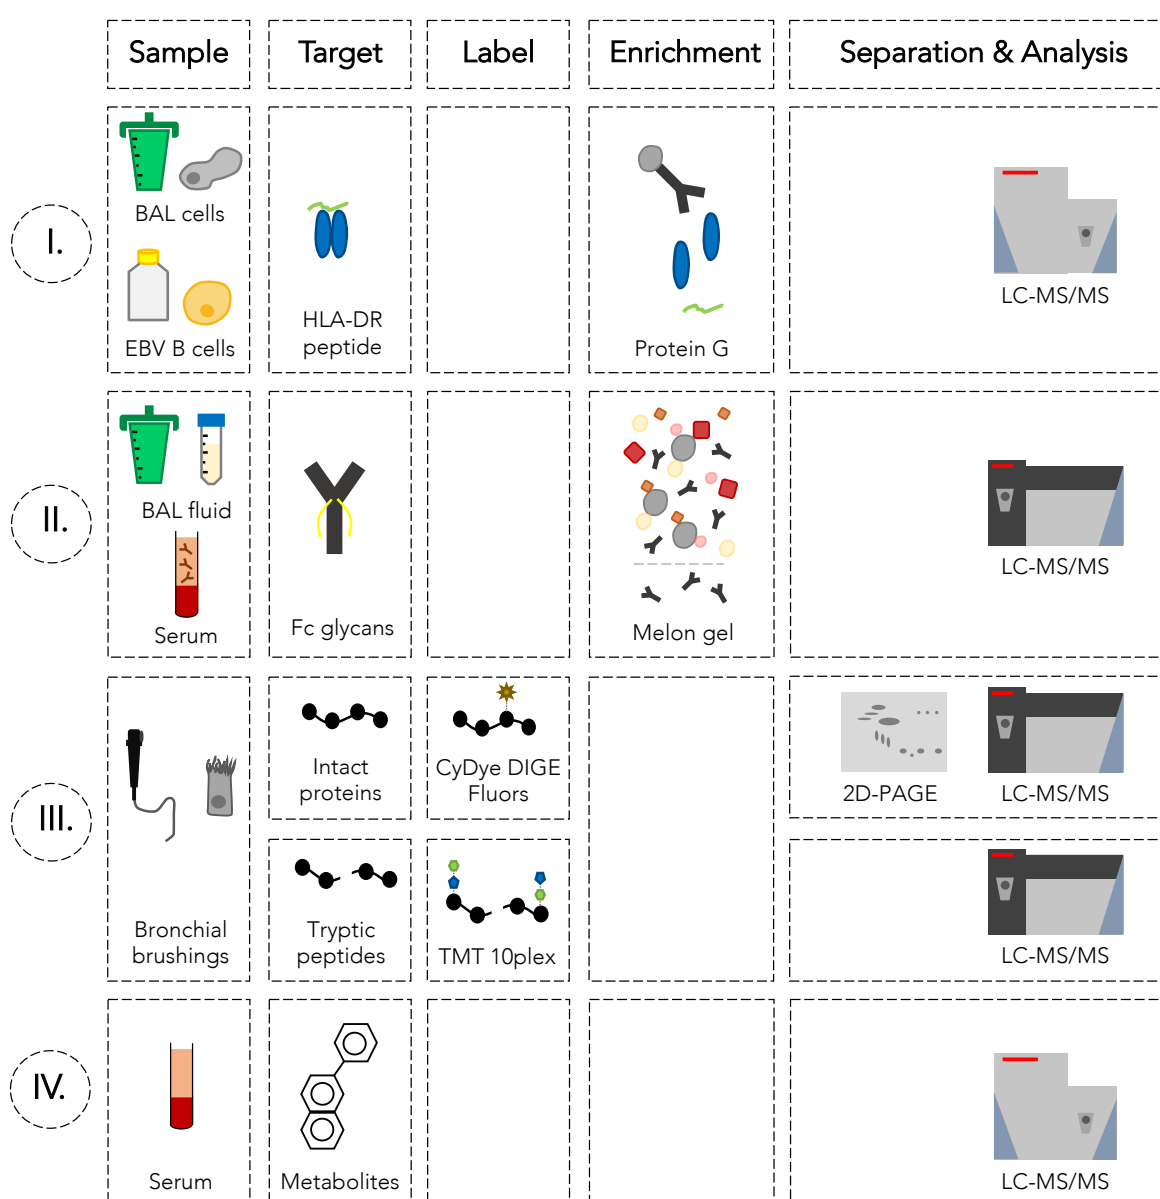 Sample Target Label Enrichment Separation & Analysis
I.
BAL cells
EBV B cells
HLA-DR
peptide
Protein G
LC-MS/MS
II.
BAL fluid
Serum
Fc glycans
Melon gel
LC-MS/MS
III.
Bronchial
brushings
Intact
proteins
CyDye DIGE
Fluors
2D-PAGE
LC-MS/MS
Tryptic
peptides
TMT 10plex
LC-MS/MS
IV.
Serum
Metabolites
LC-MS/MS